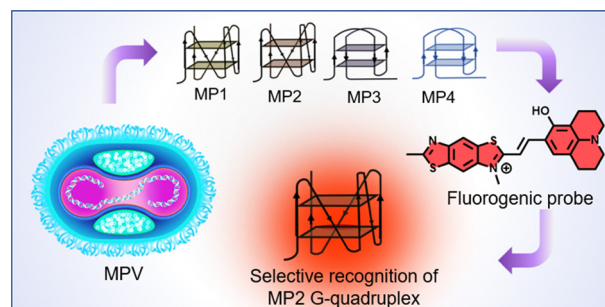 MP1
MP2
MP3
MP4
HO
N
S
N
S
N
⊕
Fluorogenic probe
MPV
Selective recognition of
MP2 G-quadruplex